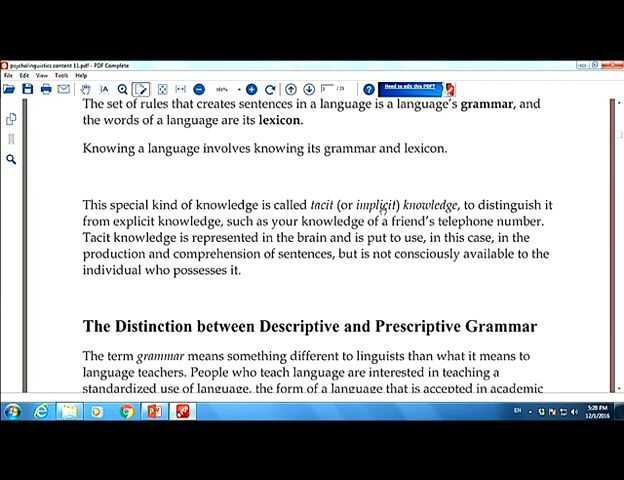 psycholinguistics content 11.pdf - PDF Complete
File Edit View Tools Help
Need to edit this PDF?
The set of rules that creates sentences in a language is a language's grammar, and
the words of a language are its lexicon.
Knowing a language involves knowing its grammar and lexicon.
This special kind of knowledge is called tacit (or implicit) knowledge, to distinguish it
from explicit knowledge, such as your knowledge of a friend's telephone number.
Tacit knowledge is represented in the brain and is put to use, in this case, in the
production and comprehension of sentences, but is not consciously available to the
individual who possesses it.
The Distinction between Descriptive and Prescriptive Grammar
The term grammar means something different to linguists than what it means to
language teachers. People who teach language are interested in teaching a
standardized use of language, the form of a language that is accepted in academic
EN
5:28 PM
12/1/2016